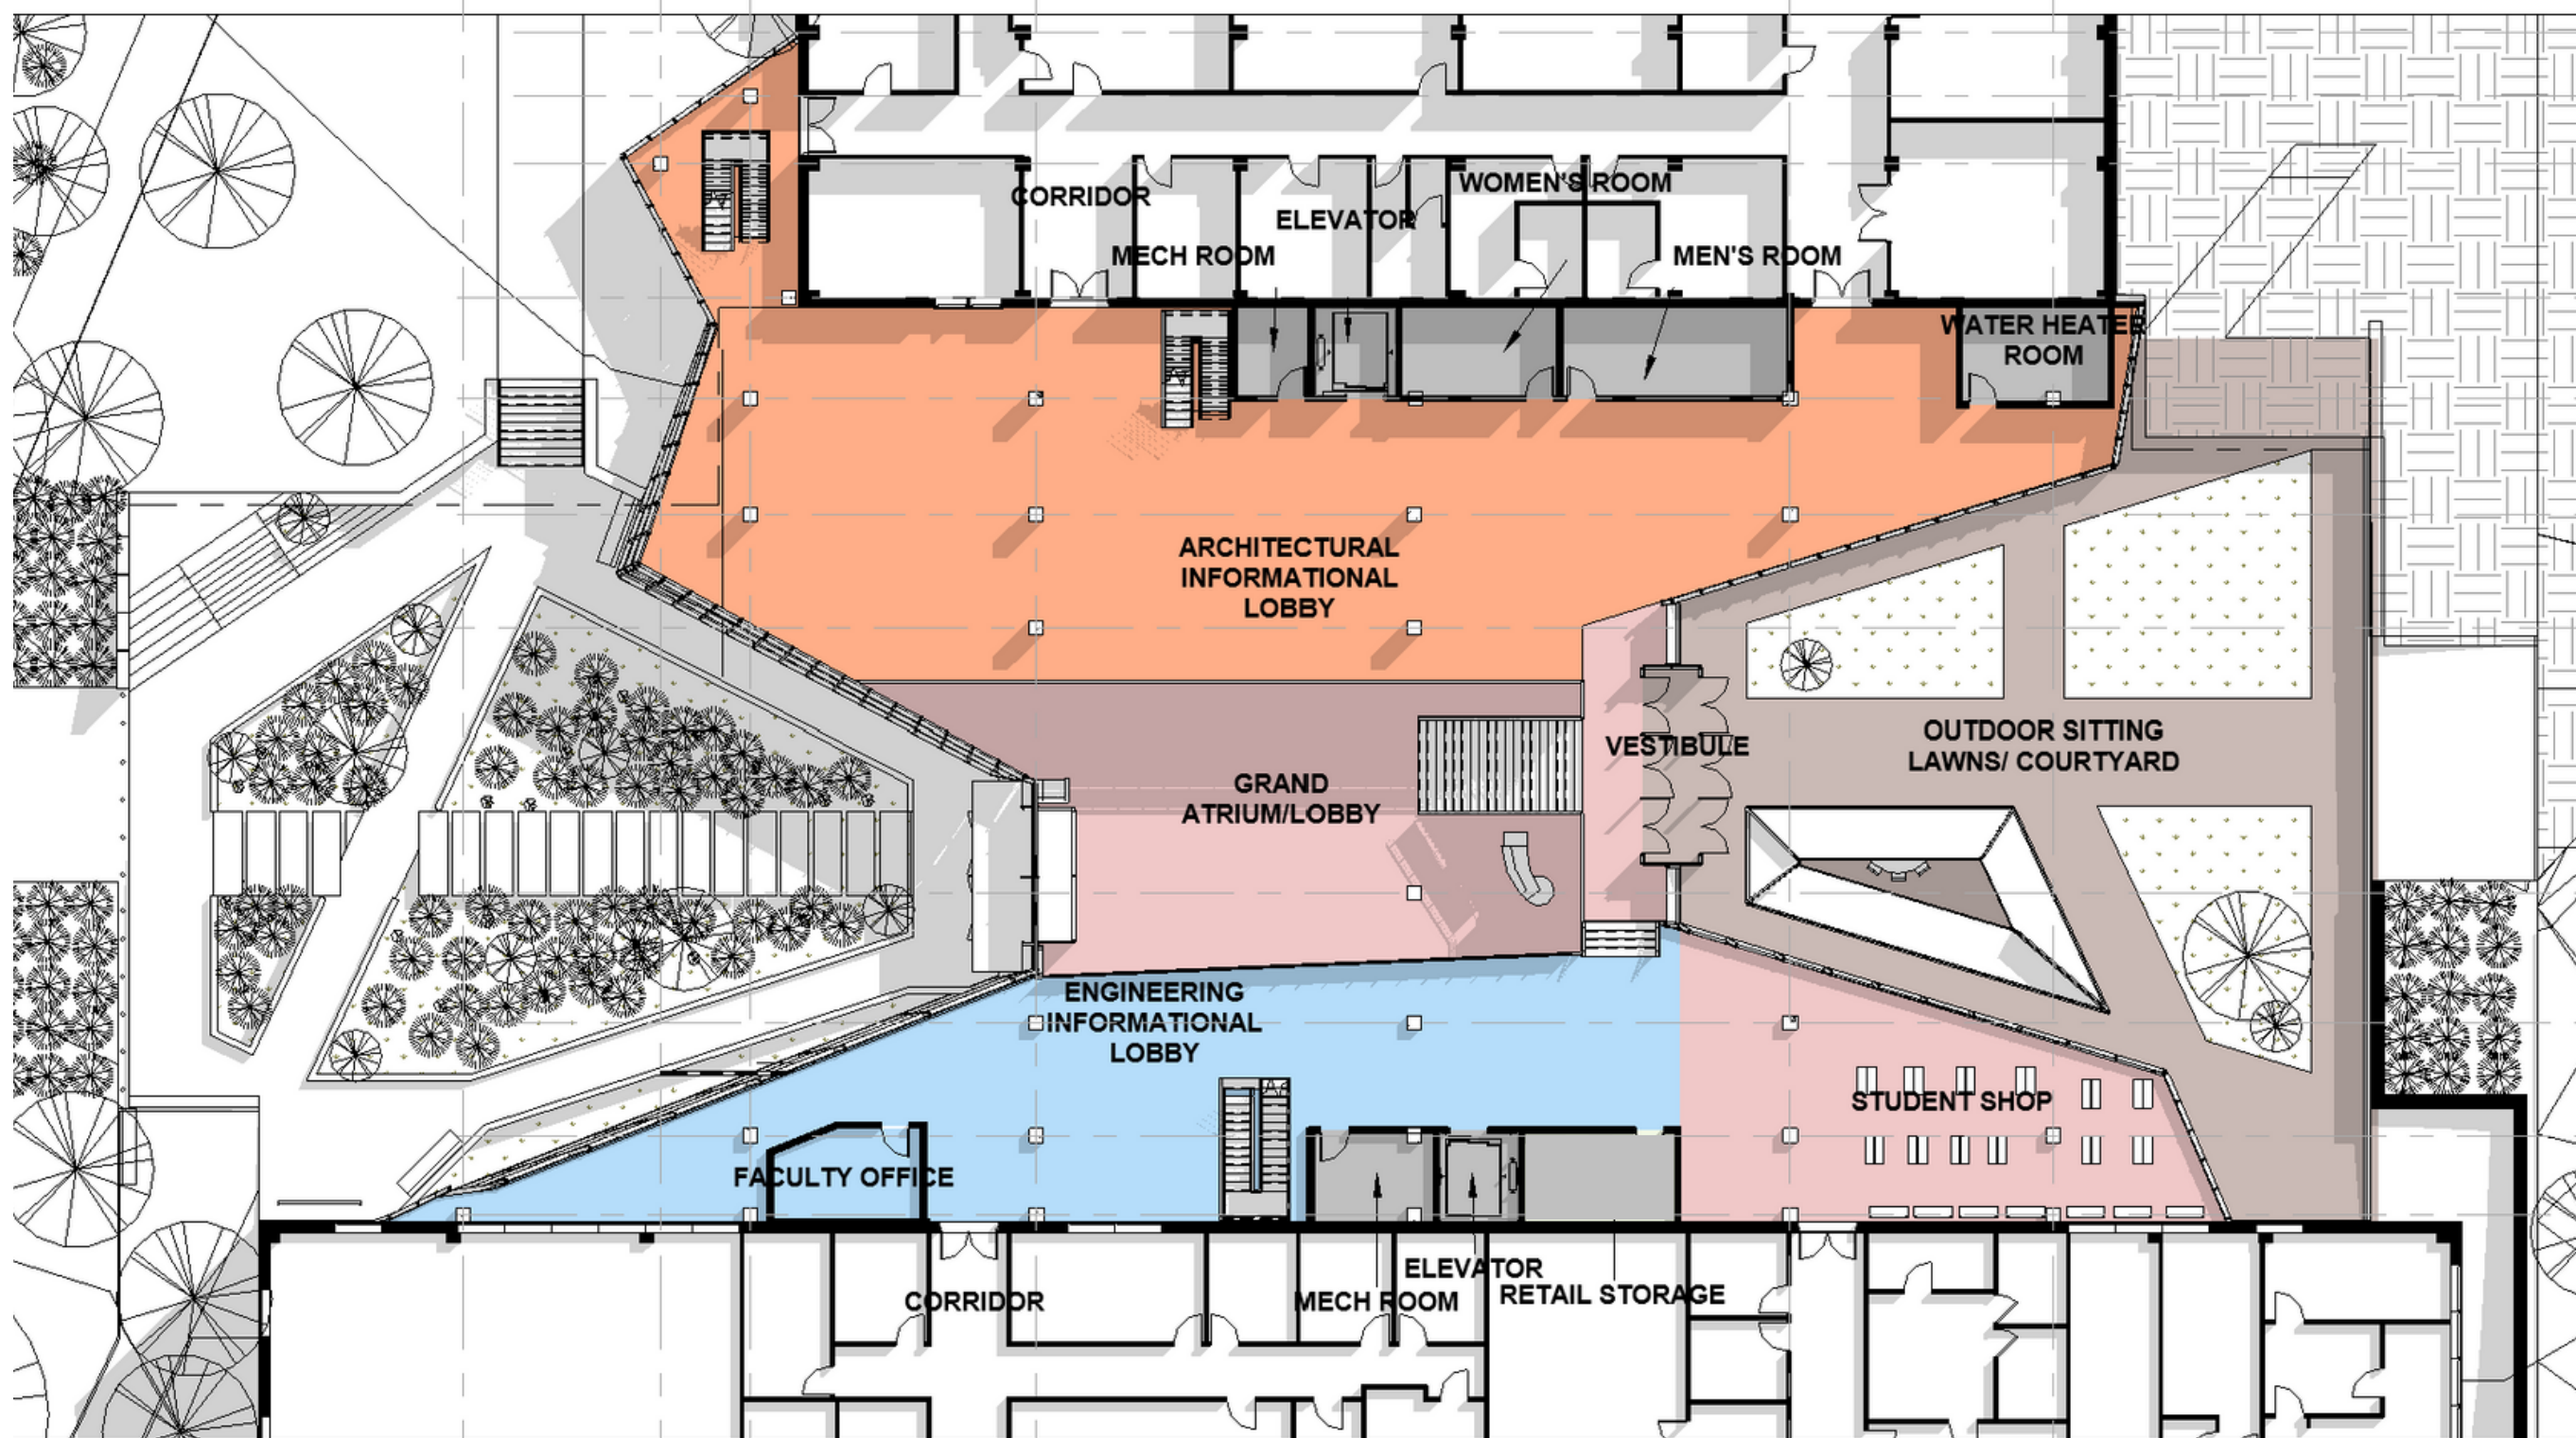 CORRIDOR
MECH ROOM
ELEVATOR
WOMEN'S ROOM
MEN'S ROOM
WATER HEATER
ROOM
ARCHITECTURAL
INFORMATIONAL
LOBBY
VESTIBULE
OUTDOOR SITTING
LAWNS/ COURTYARD
GRAND
ATRIUM/LOBBY
ENGINEERING
INFORMATIONAL
LOBBY
STUDENT SHOP
FACULTY OFFICE
CORRIDOR
MECH ROOM
ELEVATOR
RETAIL STORAGE